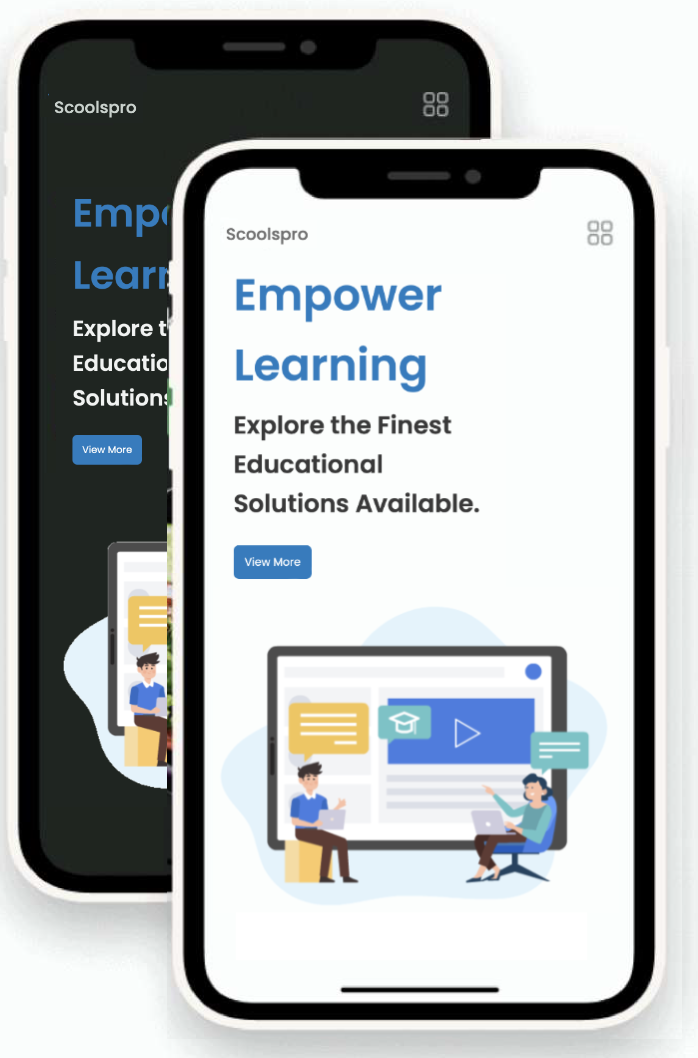 Scoolspro
Empo
Learn
Explore t
Educatio
Solutions
View More
Scoolspro
Empower
Learning
Explore the Finest
Educational
Solutions Available.
View More